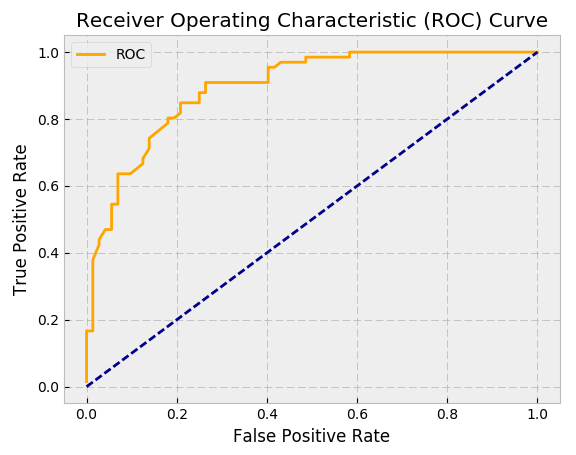 Receiver Operating Characteristic (ROC) Curve
ROC
True Positive Rate
1.0
0.8
0.6
0.4
0.2
0.0
0.0 0.2 0.4 0.6 0.8 1.0
False Positive Rate